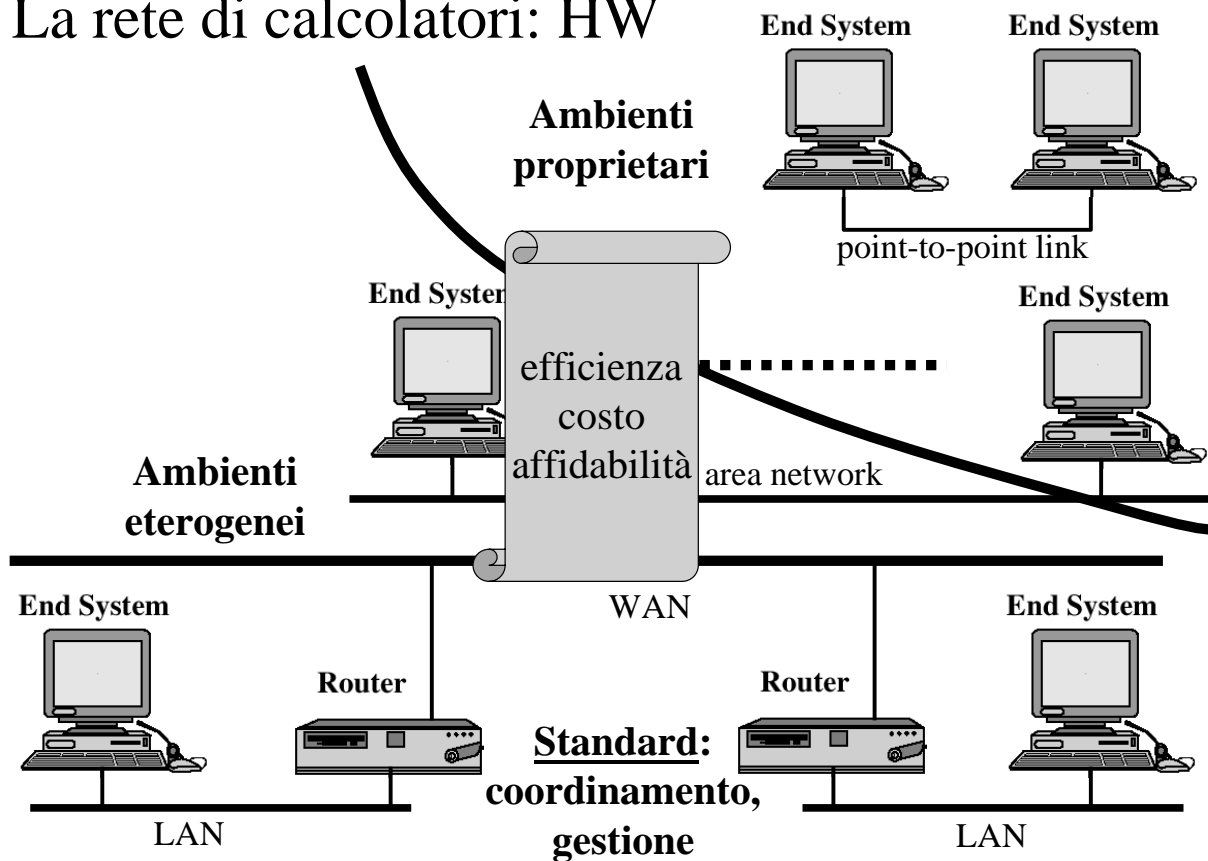 La rete di calcolatori: HW
End System
End System
Ambienti
proprietari
point-to-point link
End System
End System
efficienza
costo
affidabilità
area network
Ambienti
eterogenei
WAN
End System
End System
Router
Router
Standard:
coordinamento,
gestione
LAN
LAN